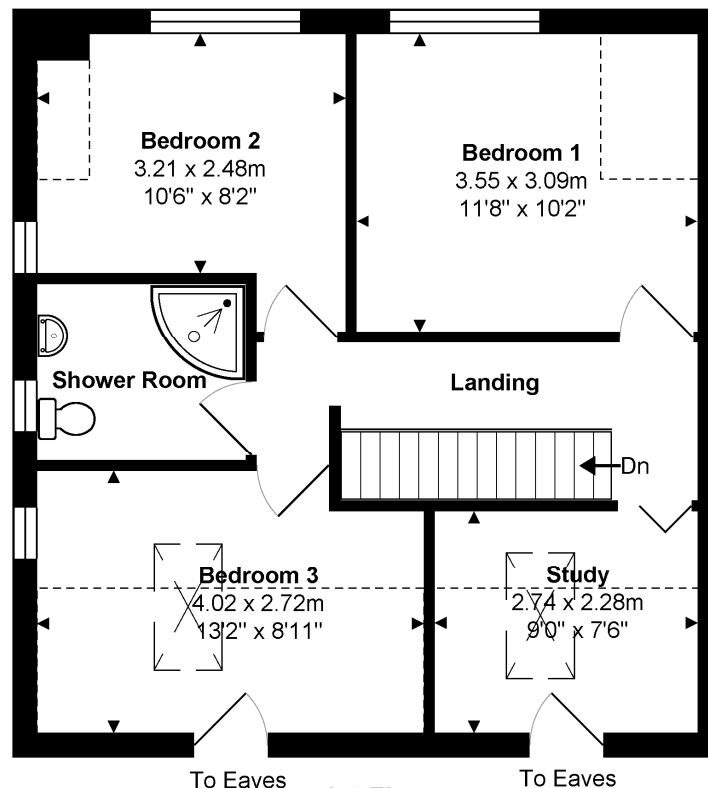 Bedroom 2
3.21 x 2.48m
10'6" x 8'2"
Bedroom 1
3.55 x 3.09m
11'8" x 10'2"
Shower Room
Landing
Dn
Bedroom 3
4.02 x 2.72m
13'2" x 8'11"
Study
2.74 x 2.28m
9'0" x 7'6"
To Eaves
To Eaves